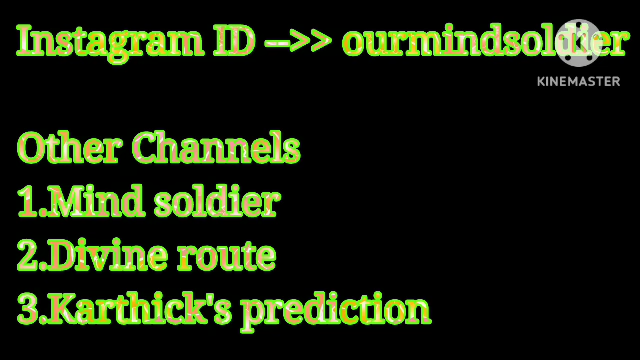 Instagram ID -->> ourmindsoldier
KINEMASTER
Other Channels
1.Mind soldier
2.Divine route
3.Karthick's prediction